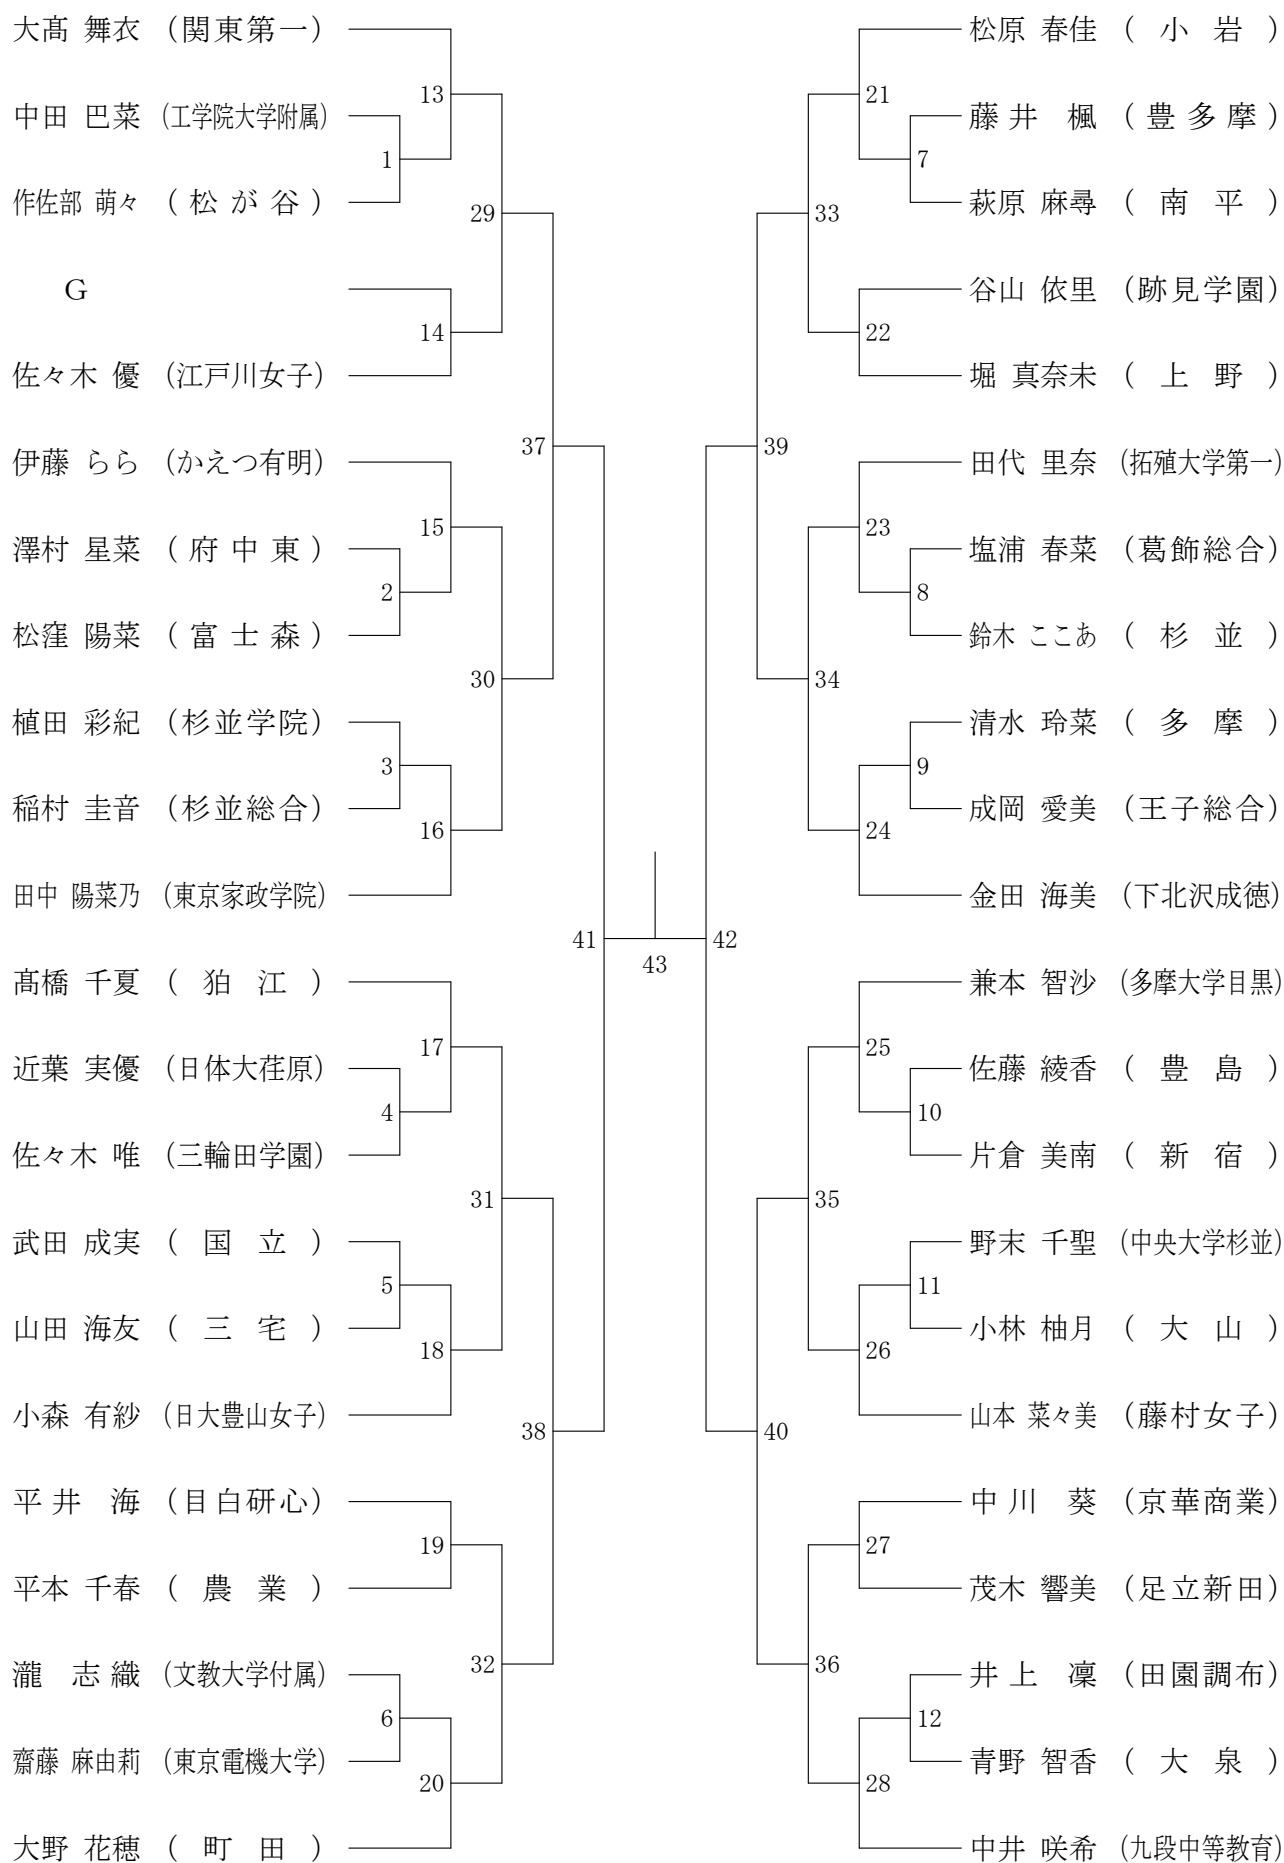 大髙 舞衣 (関東第一)
中田 巴菜 (工学院大学附属)
作佐部 萌々 (松が谷)
G
佐々木 優 (江戸川女子)
伊藤 らら (かえつ有明)
澤村 星菜 (府中東)
松窪 陽菜 (富士森)
植田 彩紀 (杉並学院)
稲村 圭音 (杉並総合)
田中 陽菜乃 (東京家政学院)
髙橋 千夏 (狛江)
近葉 実優 (日体大荏原)
佐々木 唯 (三輪田学園)
武田 成実 (国立)
山田 海友 (三宅)
小森 有紗 (日大豊山女子)
平井 海 (目白研心)
平本 千春 (農業)
瀧 志織 (文教大学付属)
齋藤 麻由莉 (東京電機大学)
大野 花穂 (町田)
1
2
3
4
5
6
13
14
15
16
17
18
19
20
29
30
31
32
37
38
41
43
42
39
40
33
34
35
36
21
22
23
24
25
26
27
28
7
8
9
10
11
12
松原 春佳 (小岩)
藤井 楓 (豊多摩)
萩原 麻尋 (南平)
谷山 依里 (跡見学園)
堀 真奈未 (上野)
田代 里奈 (拓殖大学第一)
塩浦 春菜 (葛飾総合)
鈴木 ここあ (杉並)
清水 玲菜 (多摩)
成岡 愛美 (王子総合)
金田 海美 (下北沢成徳)
兼本 智沙 (多摩大学目黒)
佐藤 綾香 (豊島)
片倉 美南 (新宿)
野末 千聖 (中央大学杉並)
小林 柚月 (大山)
山本 菜々美 (藤村女子)
中川 葵 (京華商業)
茂木 響美 (足立新田)
井上 凜 (田園調布)
青野 智香 (大泉)
中井 咲希 (九段中等教育)